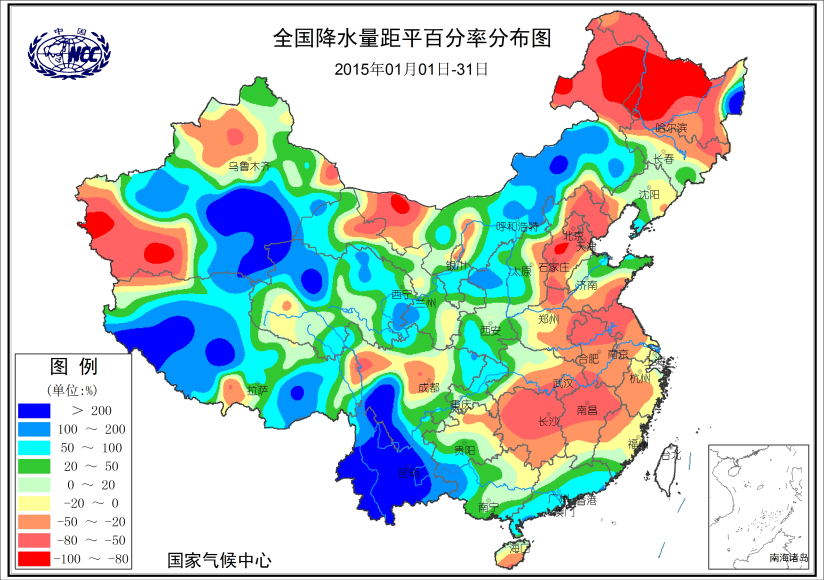 中国
NCC
全国降水量距平百分率分布图
2015年01月01日-31日
哈尔滨
长春
乌鲁木齐
沈阳
呼和浩特
北京
天津
银川
太原
石家庄
济南
西宁
兰州
郑州
西安
合肥
南京
上海
拉萨
成都
武汉
杭州
重庆
长沙
南昌
贵阳
福州
台北
昆明
南宁
香港
澳门
海口
图 例
(单位:%)
> 200
100 ~ 200
50 ~ 100
20 ~ 50
0 ~ 20
-20 ~ 0
-50 ~ -20
-80 ~ -50
-100 ~ -80
国家气候中心
南海诸岛